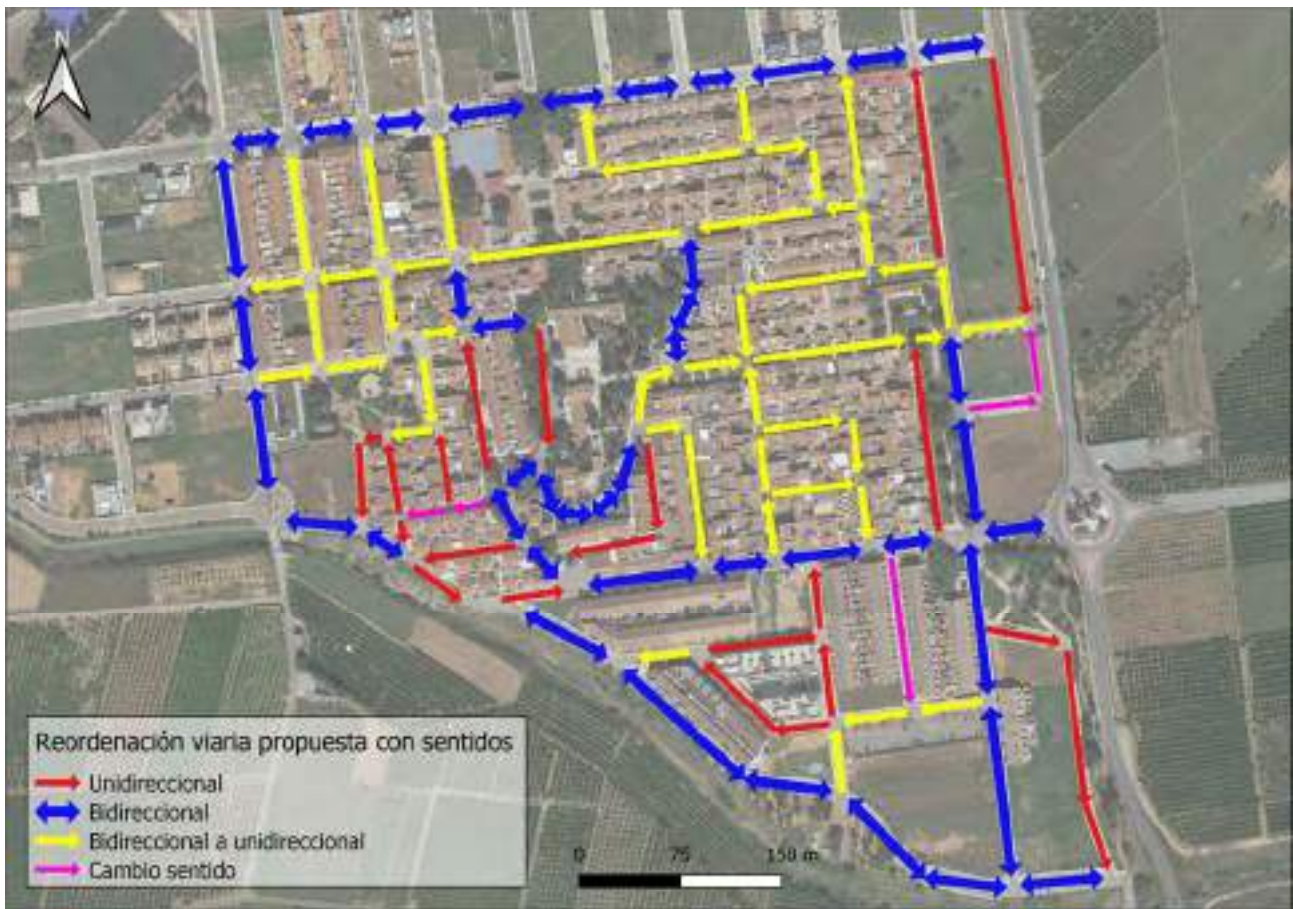 N
Reordenación viaria propuesta con sentidos
Unidireccional
Bidireccional
Bidireccional a unidireccional
Cambio sentido
0 75 150 m